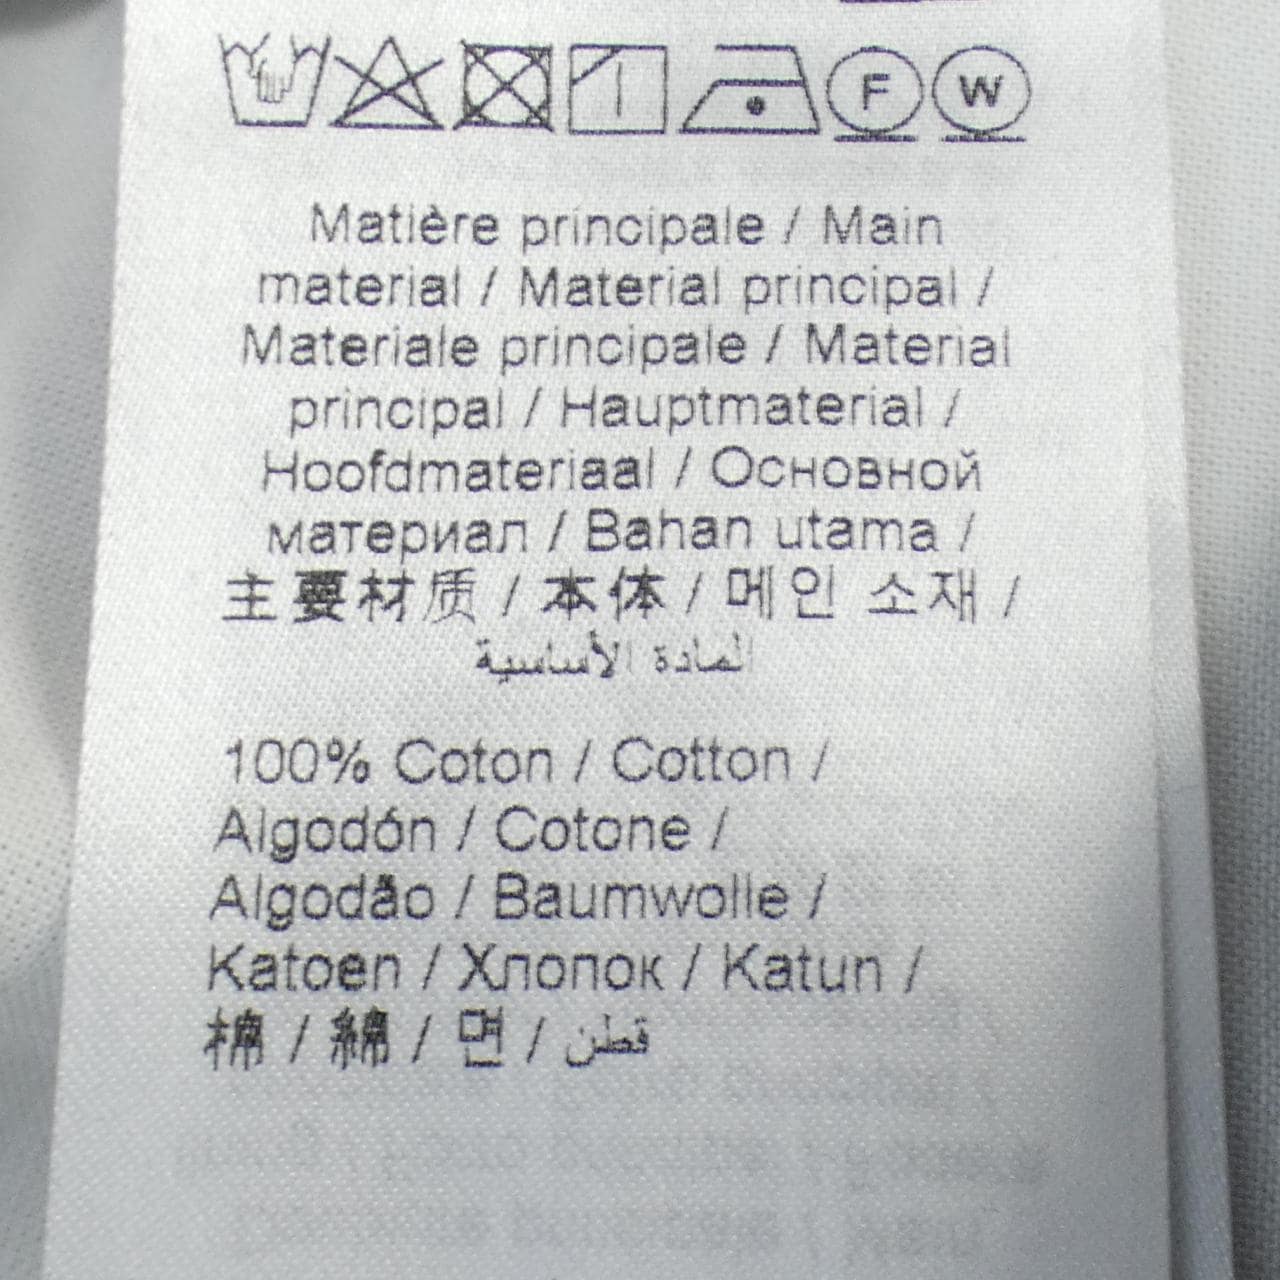 F W
Matière principale / Main
material / Material principal /
Materiale principale / Material
principal / Hauptmaterial /
Hoofdmateriaal / Основной
материал / Bahan utama /
主要材质 / 本体 / 메인 소재 /
المادة الأساسية
100% Coton / Cotton /
Algodón / Cotone /
Algodão / Baumwolle /
Katoen / Хлопок / Katun /
棉 / 綿 / 면 / قطن